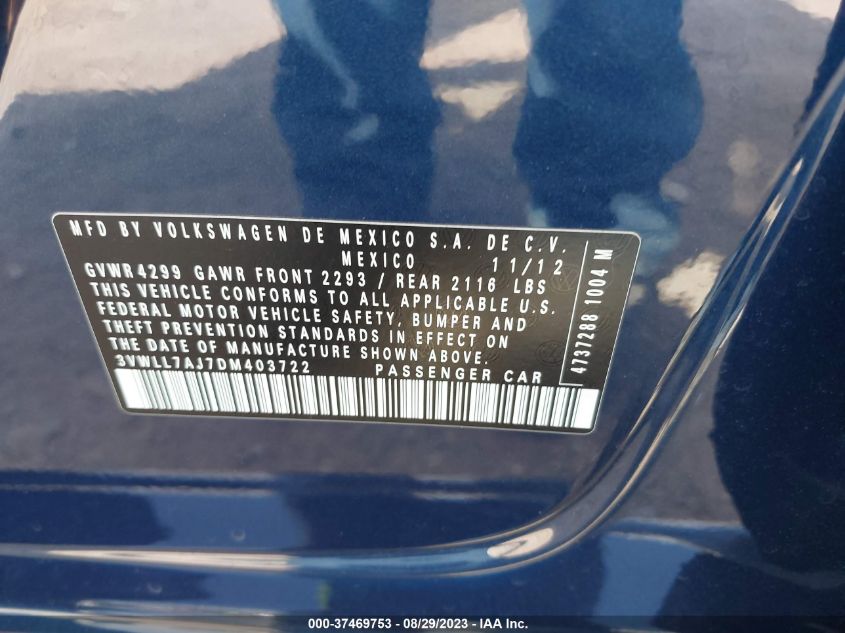 MFD BY VOLKSWAGEN DE MEXICO S.A. DE C.V.
MEXICO 11/12
GVWR4299 GAWR FRONT 2293 / REAR 2116 LBS
THIS VEHICLE CONFORMS TO ALL APPLICABLE U.S.
FEDERAL MOTOR VEHICLE SAFETY, BUMPER AND
THEFT PREVENTION STANDARDS IN EFFECT ON
THE DATE OF MANUFACTURE SHOWN ABOVE.
3VWLL7AJ7DM403722 PASSENGER CAR
4737288 1004 M
000-37469753 - 08/29/2023 - IAA Inc.